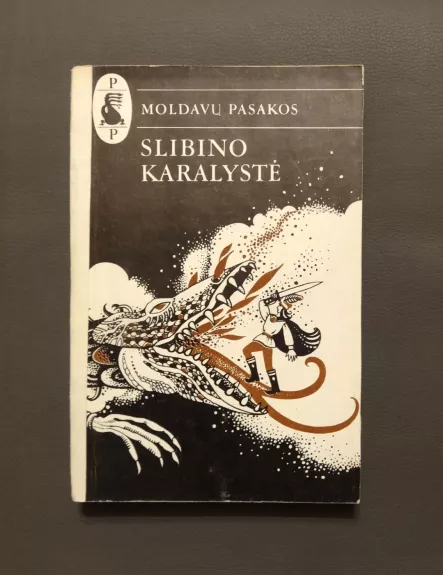 P
P
MOLDAVŲ PASAKOS
SLIBINO
KARALYSTĖ